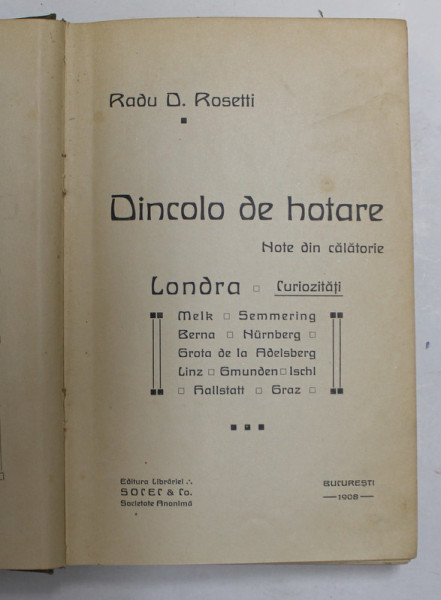 Radu D. Rosetti
Dincolo de hotare
Note din călătorie
Londra □ Curiozități
Melk □ Semmering
Berna □ Nürnberg □
Grota de la Adelsberg
Linz □ Gmunden □ Ischl
□ Hallstatt □ Graz □
Editura Librăriei ∴
SOCEC & Co.
Societate Anonimă
BUCUREȘTI
—1908—